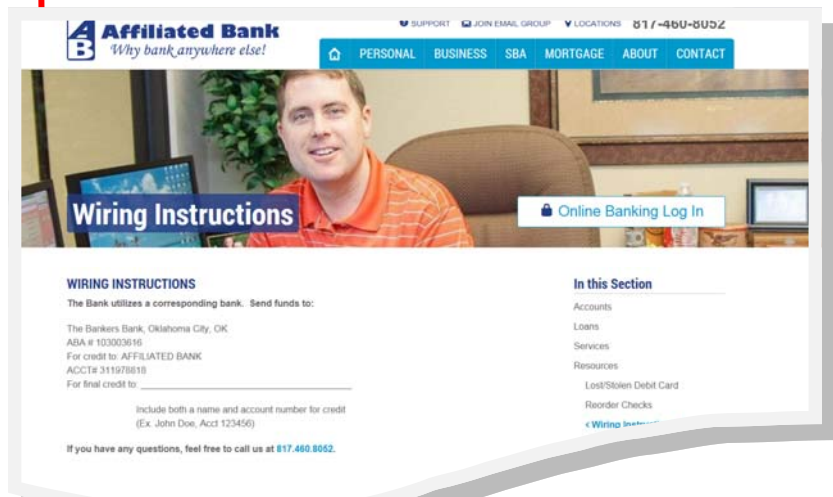 Affiliated Bank
Why bank anywhere else!
SUPPORT JOIN EMAIL GROUP LOCATIONS 817-460-8052
PERSONAL BUSINESS SBA MORTGAGE ABOUT CONTACT
Wiring Instructions
Online Banking Log In
WIRING INSTRUCTIONS
The Bank utilizes a corresponding bank. Send funds to:
The Bankers Bank, Oklahoma City, OK
ABA # 103003616
For credit to: AFFILIATED BANK
ACCT# 311978618
For final credit to:
Include both a name and account number for credit
(Ex. John Doe, Acct 123456)
If you have any questions, feel free to call us at 817.460.8052.
In this Section
Accounts
Loans
Services
Resources
Lost/Stolen Debit Card
Reorder Checks
< Wiring